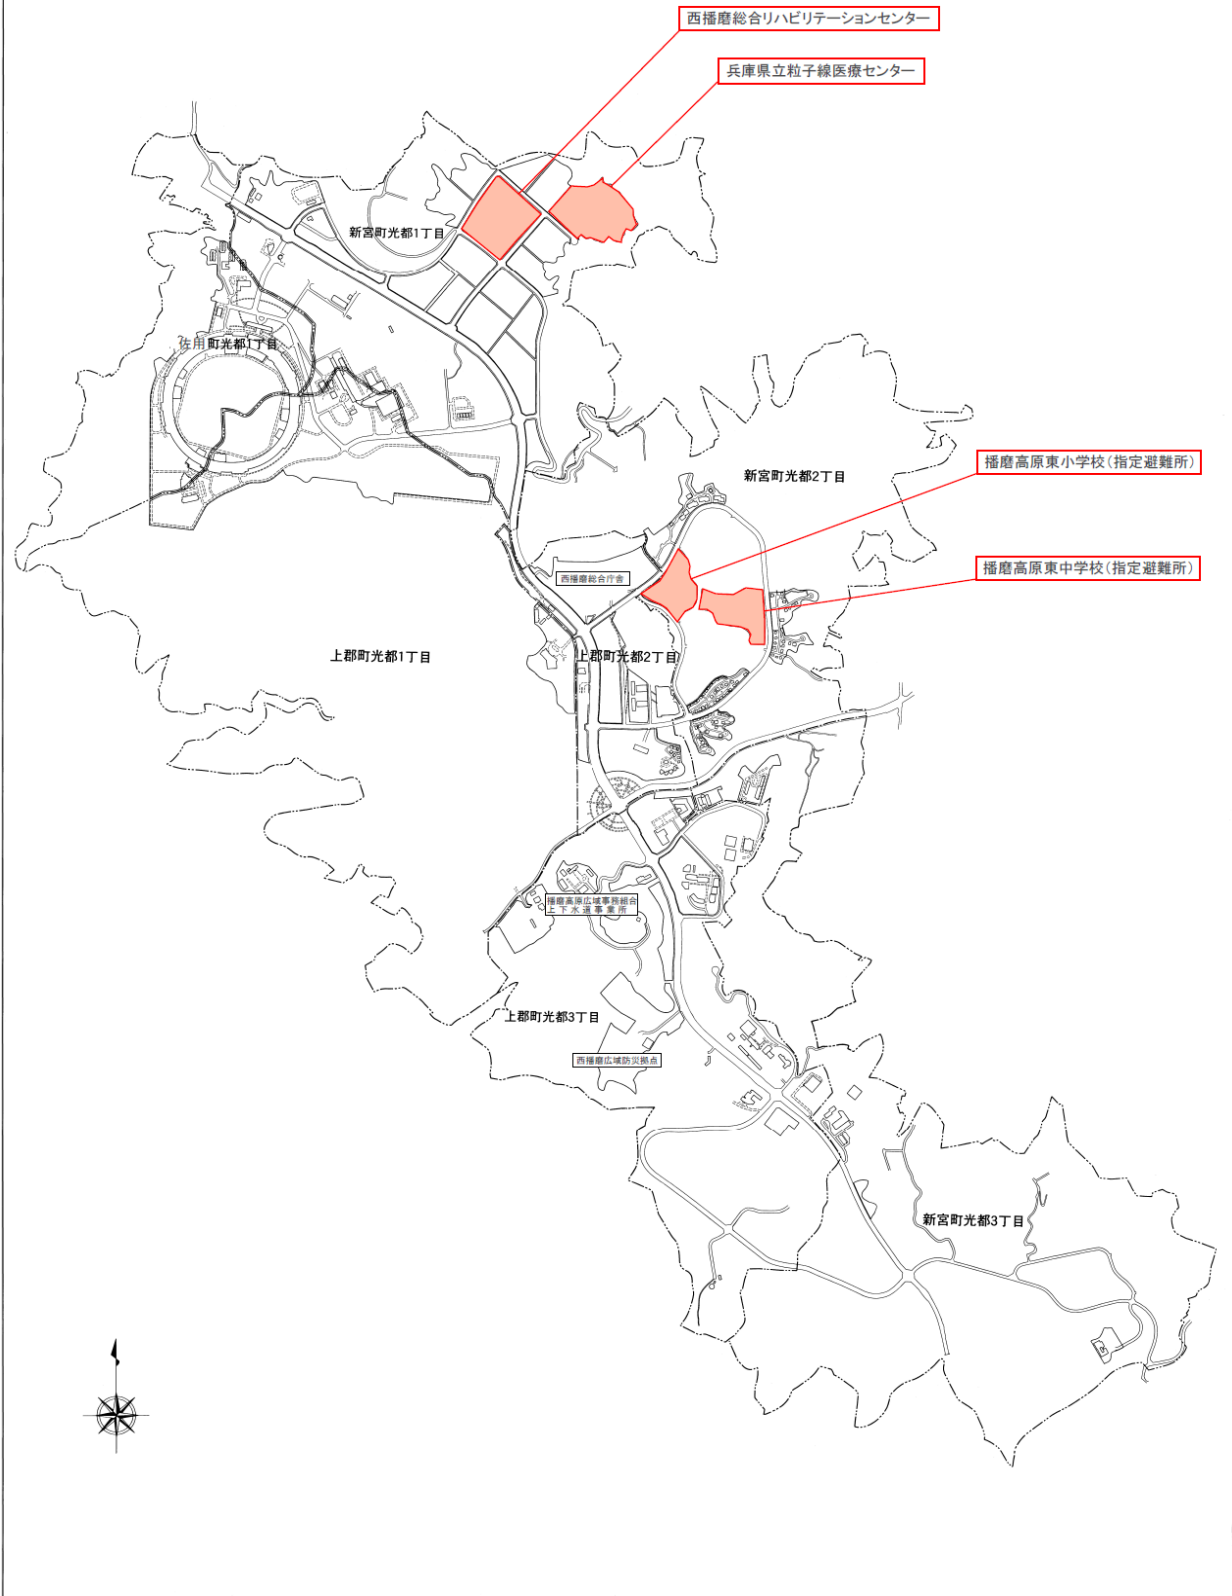 西播磨総合リハビリテーションセンター
兵庫県立粒子線医療センター
新宮町光都1丁目
佐用町光都1丁目
播磨高原東小学校(指定避難所)
新宮町光都2丁目
播磨高原東中学校(指定避難所)
西播磨総合庁舎
上郡町光都1丁目
上郡町光都2丁目
播磨高原広域事務組合
上下水道事業所
上郡町光都3丁目
西播磨広域防災拠点
新宮町光都3丁目